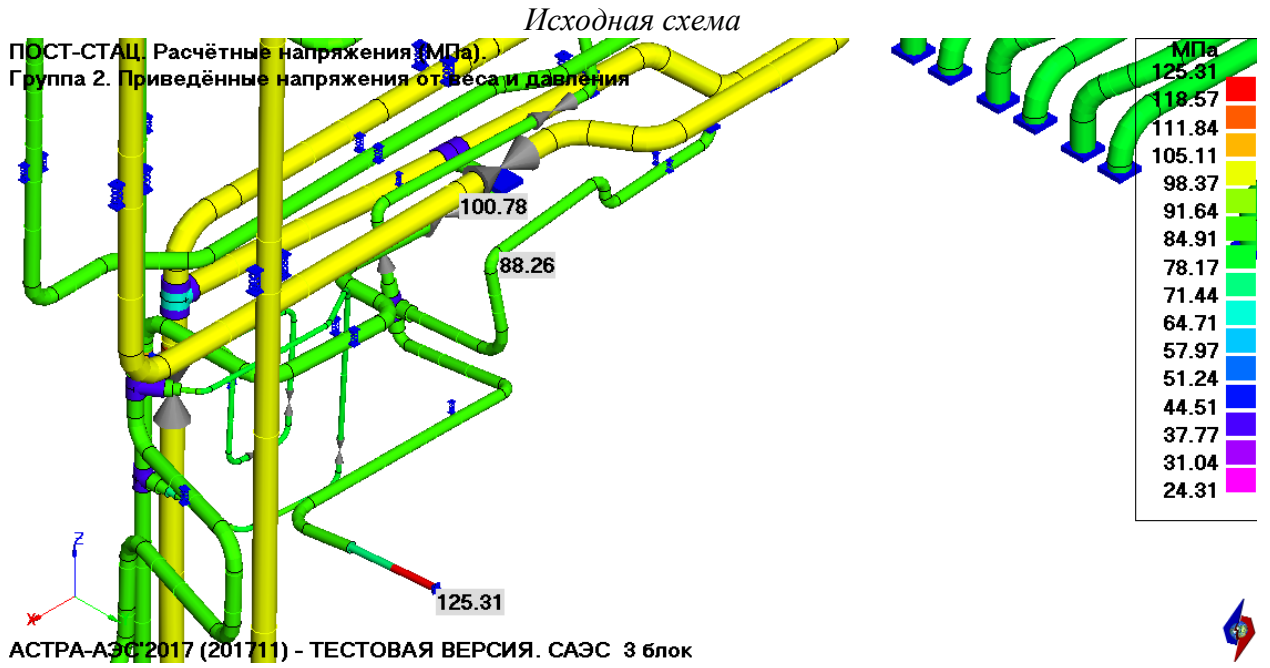 Исходная схема
ПОСТ-СТАЦ. Расчётные напряжения (МПа).
Группа 2. Приведённые напряжения от веса и давления
МПа
125.31
118.57
111.84
105.11
98.37
91.64
84.91
78.17
71.44
64.71
57.97
51.24
44.51
37.77
31.04
24.31
100.78
88.26
125.31
Z
X
АСТРА-АЭС'2017 (201711) - ТЕСТОВАЯ ВЕРСИЯ. САЭС 3 блок